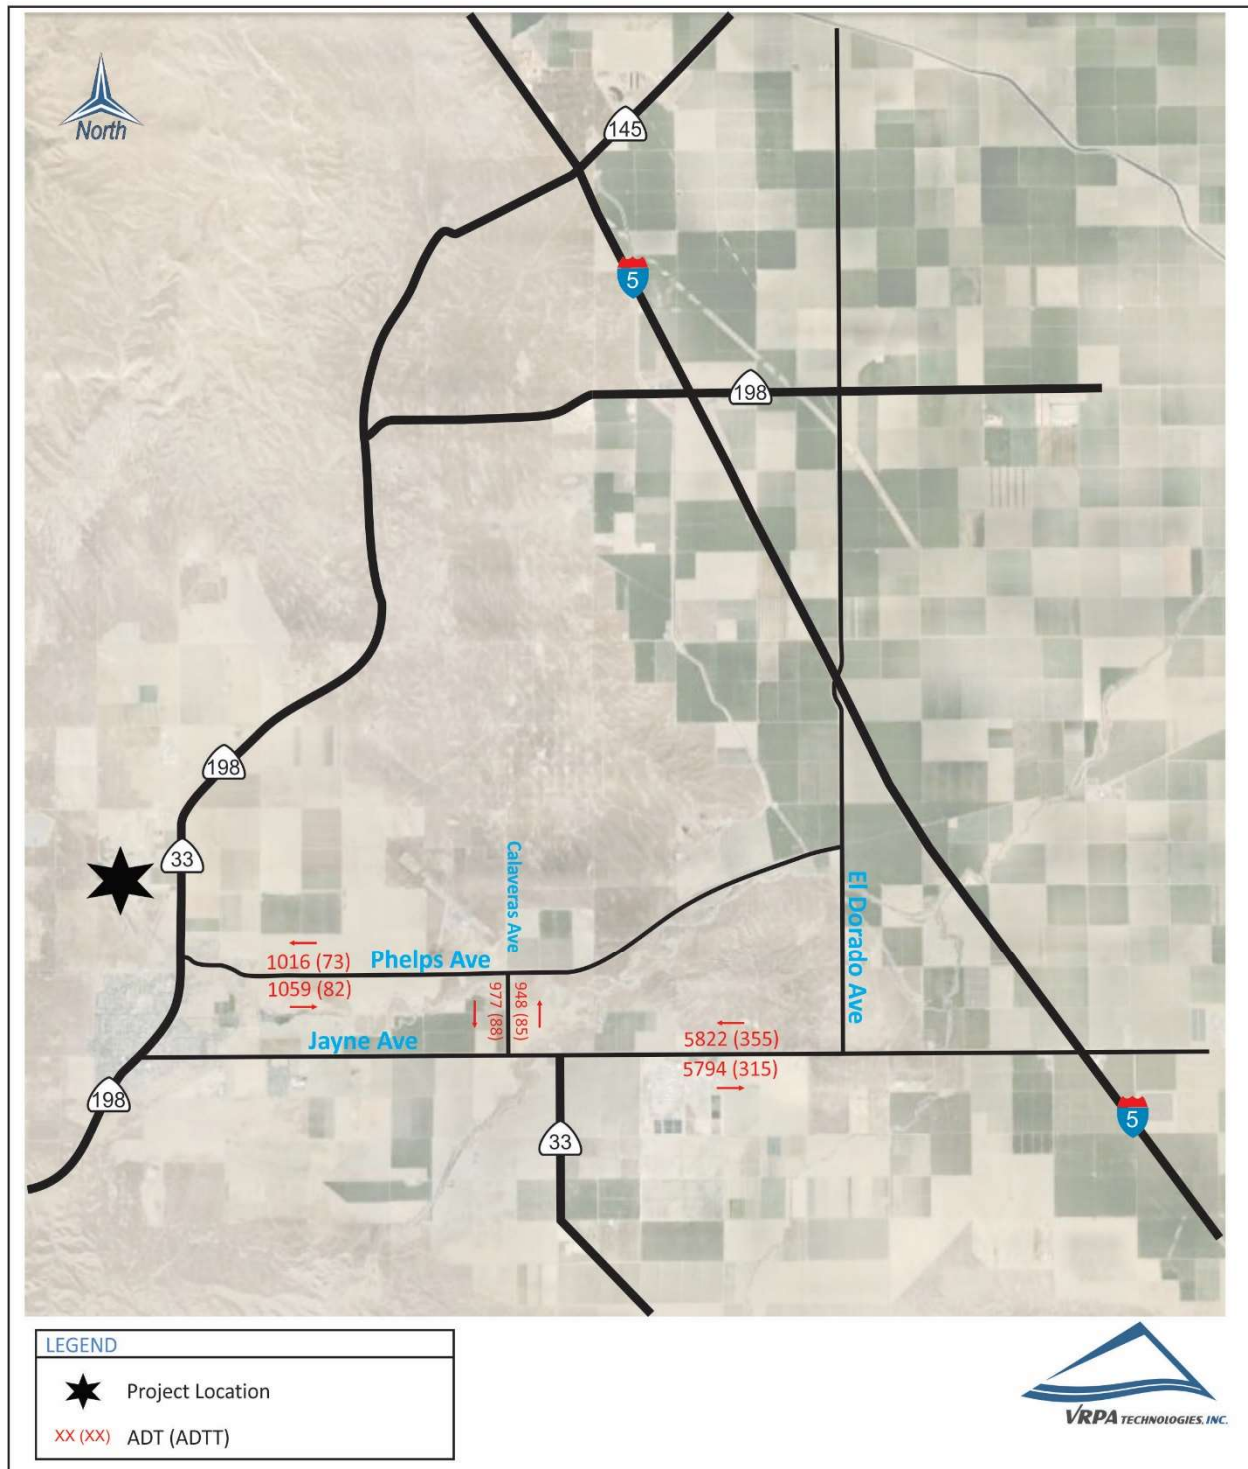 North
145
5
198
198
33
Calaveras Ave
El Dorado Ave
1016 (73)
Phelps Ave
1059 (82)
977 (88)
948 (85)
Jayne Ave
5822 (355)
5794 (315)
198
33
5
LEGEND
Project Location
XX (XX) ADT (ADTT)
VRPA TECHNOLOGIES, INC.